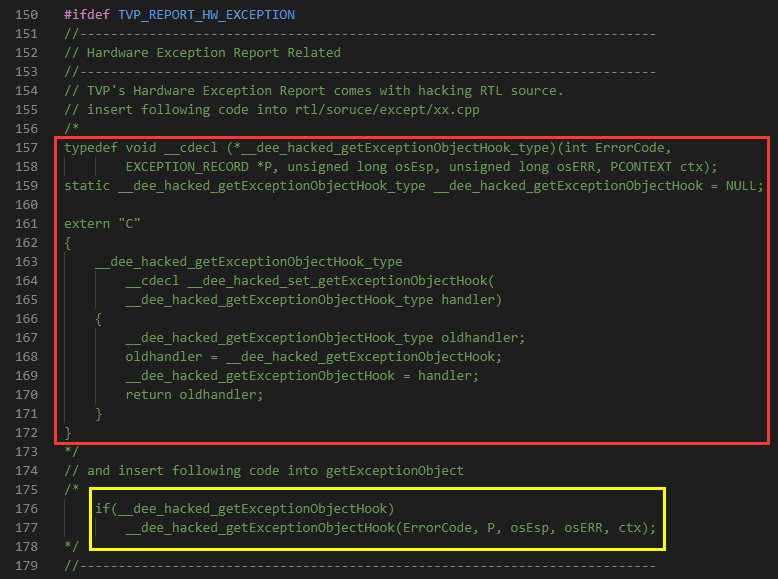 150 #ifdef TVP_REPORT_HW_EXCEPTION
151 //---------------------------------------------------------------------------
152 // Hardware Exception Report Related
153 //---------------------------------------------------------------------------
154 // TVP's Hardware Exception Report comes with hacking RTL source.
155 // insert following code into rtl/soruce/except/xx.cpp
156 /*
157 typedef void __cdecl (*__dee_hacked_getExceptionObjectHook_type)(int ErrorCode,
158         EXCEPTION_RECORD *P, unsigned long osEsp, unsigned long osERR, PCONTEXT ctx);
159 static __dee_hacked_getExceptionObjectHook_type __dee_hacked_getExceptionObjectHook = NULL;
160
161 extern "C"
162 {
163     __dee_hacked_getExceptionObjectHook_type
164         __cdecl __dee_hacked_set_getExceptionObjectHook(
165         __dee_hacked_getExceptionObjectHook_type handler)
166     {
167         __dee_hacked_getExceptionObjectHook_type oldhandler;
168         oldhandler = __dee_hacked_getExceptionObjectHook;
169         __dee_hacked_getExceptionObjectHook = handler;
170         return oldhandler;
171     }
172 }
173 */
174 // and insert following code into getExceptionObject
175 /*
176     if(__dee_hacked_getExceptionObjectHook)
177         __dee_hacked_getExceptionObjectHook(ErrorCode, P, osEsp, osERR, ctx);
178 */
179 //---------------------------------------------------------------------------